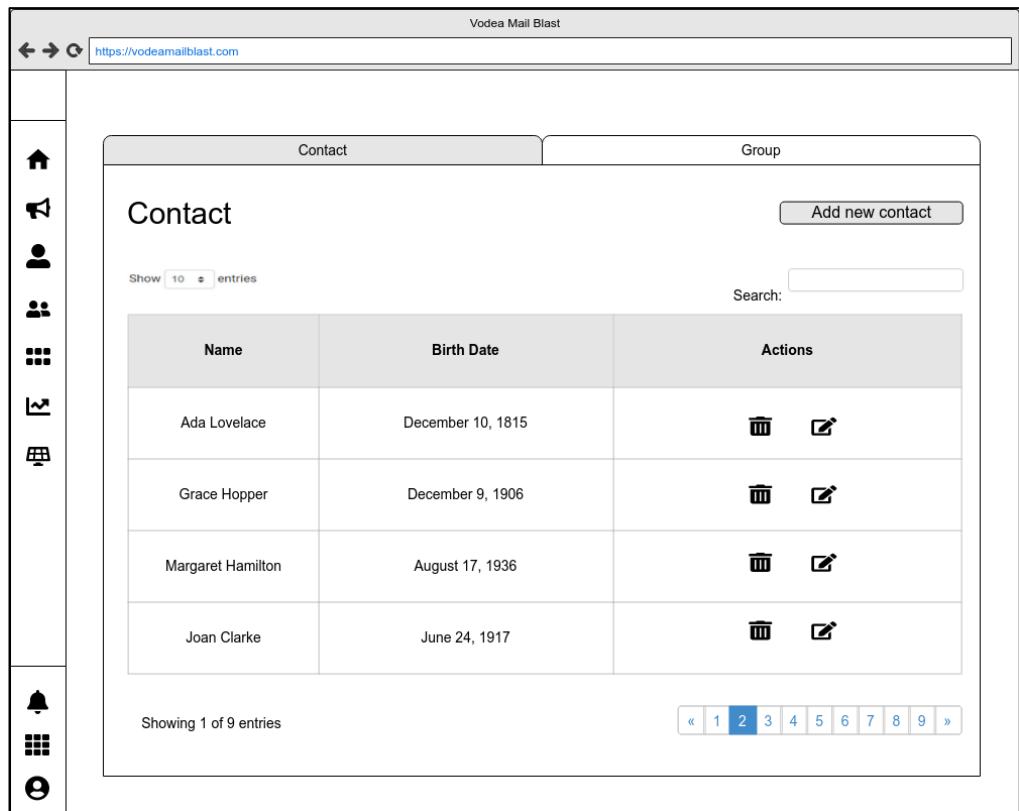 Vodea Mail Blast
https://vodeamailblast.com
Contact Group
Contact Add new contact
Show 10 entries
Search:
Name Birth Date Actions
Ada Lovelace December 10, 1815
Grace Hopper December 9, 1906
Margaret Hamilton August 17, 1936
Joan Clarke June 24, 1917
Showing 1 of 9 entries « 1 2 3 4 5 6 7 8 9 »